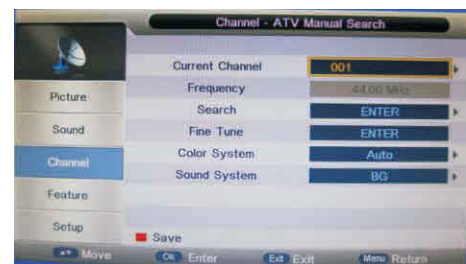 Channel - ATV Manual Search
Current Channel 001
Frequency 44.00 MHz
Search ENTER
Fine Tune ENTER
Color System Auto
Sound System BG
Picture
Sound
Channel
Feature
Setup
Save
Move OK Enter Exit Exit Menu Return